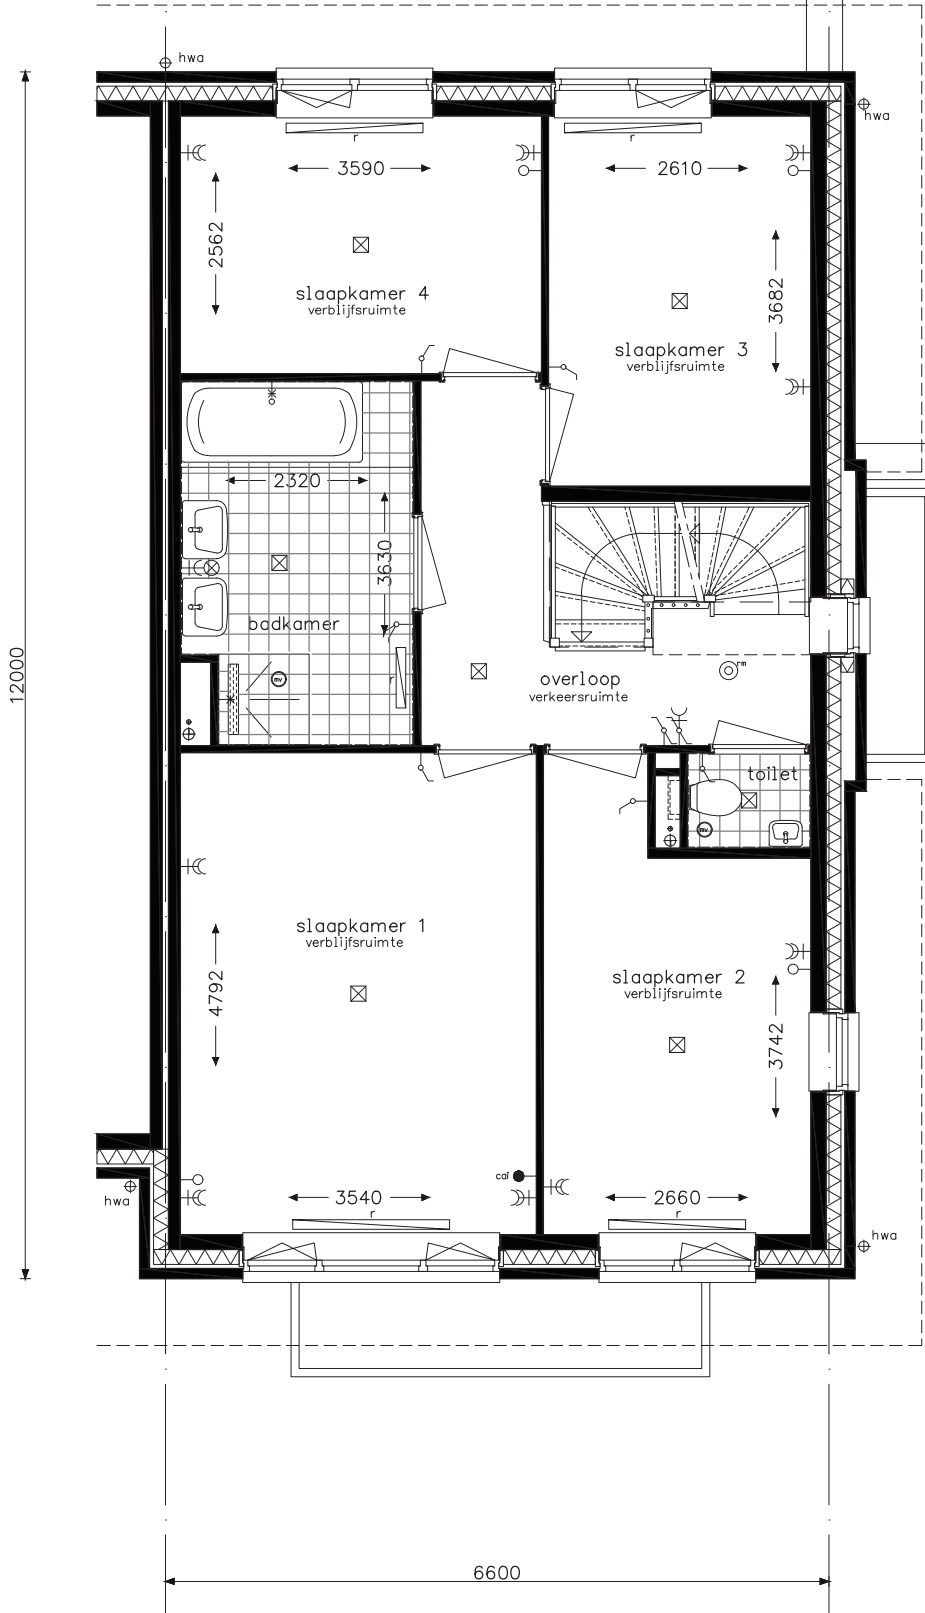 hwa
hwa
r
r
3590
2610
2562
3682
slaapkamer 4
verblijfsruimte
slaapkamer 3
verblijfsruimte
2320
3630
badkamer
12000
r
mv
rm
overloop
verkeersruimte
toilet
mv
slaapkamer 1
verblijfsruimte
slaapkamer 2
verblijfsruimte
4792
3742
cai
hwa
3540
2660
r
r
hwa
6600